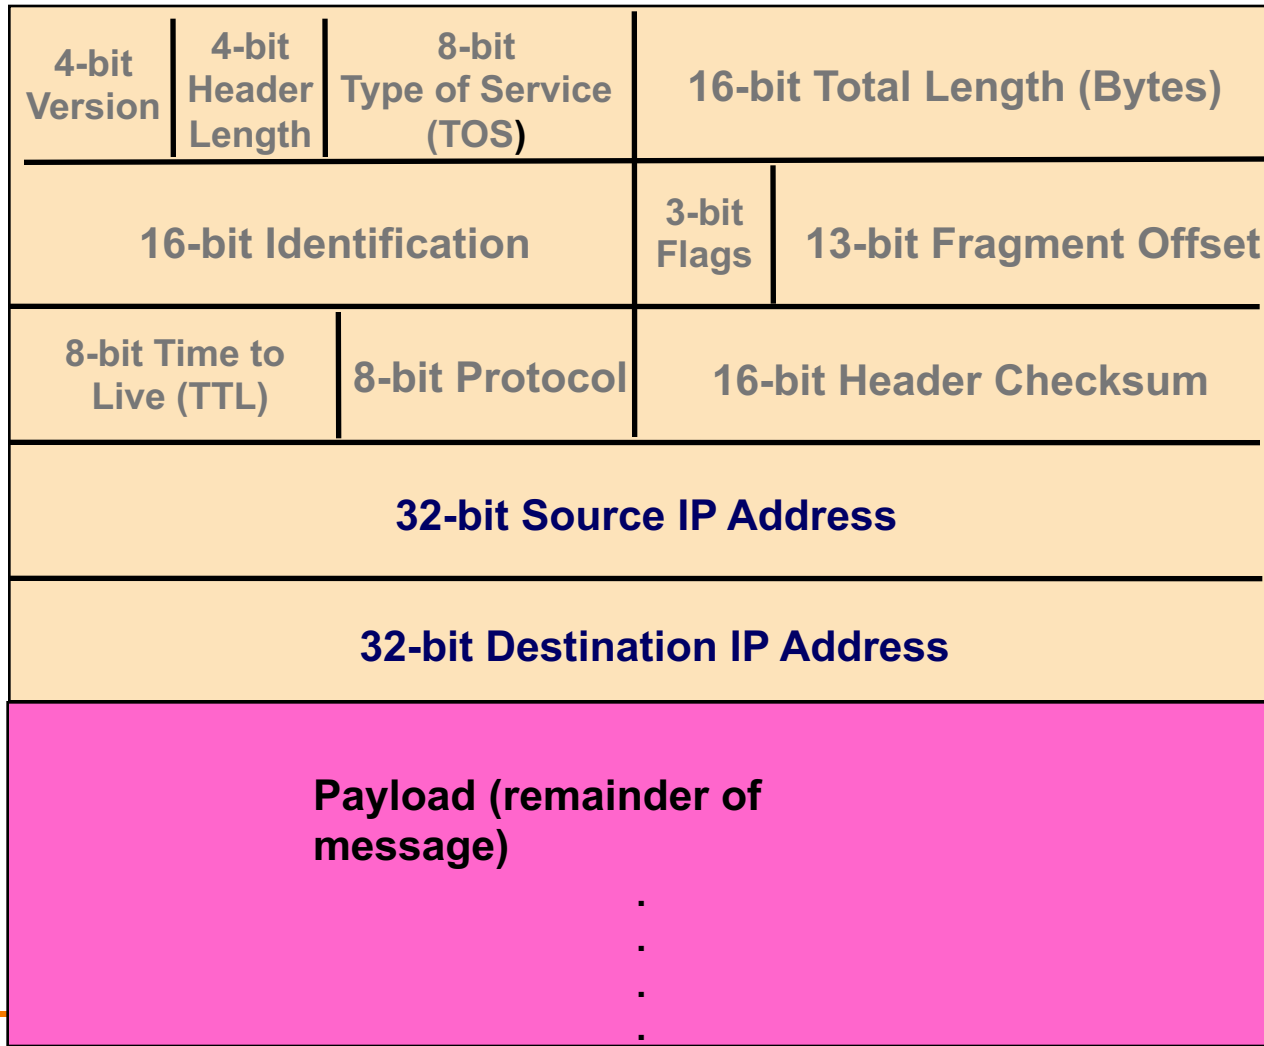 4-bit
Version
4-bit
Header
Length
8-bit
Type of Service
(TOS)
16-bit Total Length (Bytes)
16-bit Identification
3-bit
Flags
13-bit Fragment Offset
8-bit Time to
Live (TTL)
8-bit Protocol
16-bit Header Checksum
32-bit Source IP Address
32-bit Destination IP Address
Payload (remainder of
message)
.
.
.
.